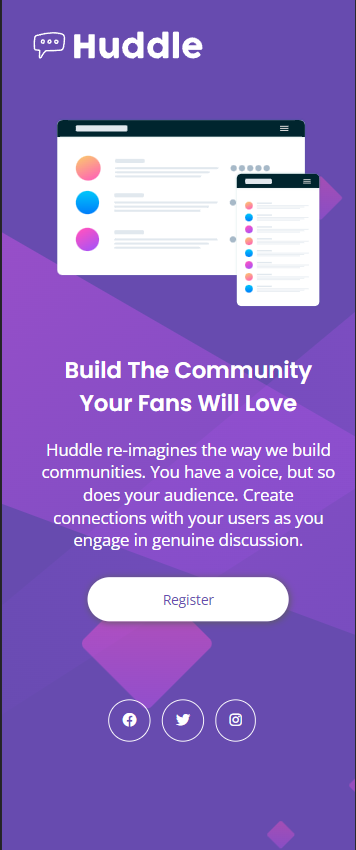 Huddle
Build The Community
Your Fans Will Love
Huddle re-imagines the way we build
communities. You have a voice, but so
does your audience. Create
connections with your users as you
engage in genuine discussion.
Register